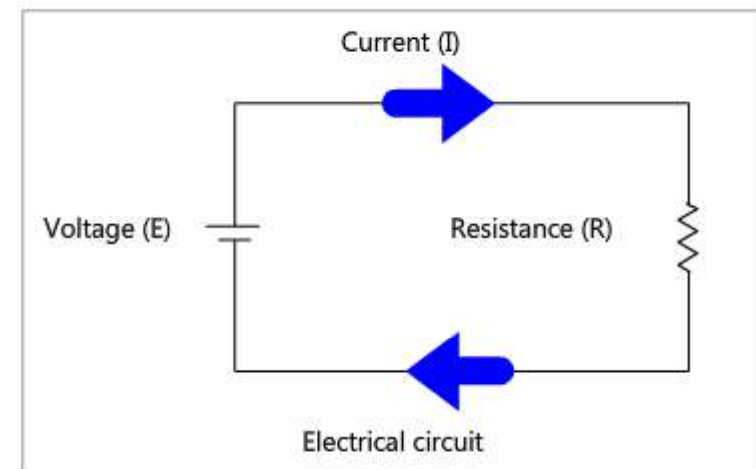 Current (I)
Voltage (E)
Resistance (R)
Electrical circuit